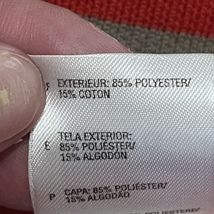 F EXTERIEUR: 85% POLYESTER/
15% COTON
TELA EXTERIOR:
E 85% POLIÉSTER/
15% ALGODÓN
P CAPA: 85% POLIÉSTER/
15% ALGODÃO